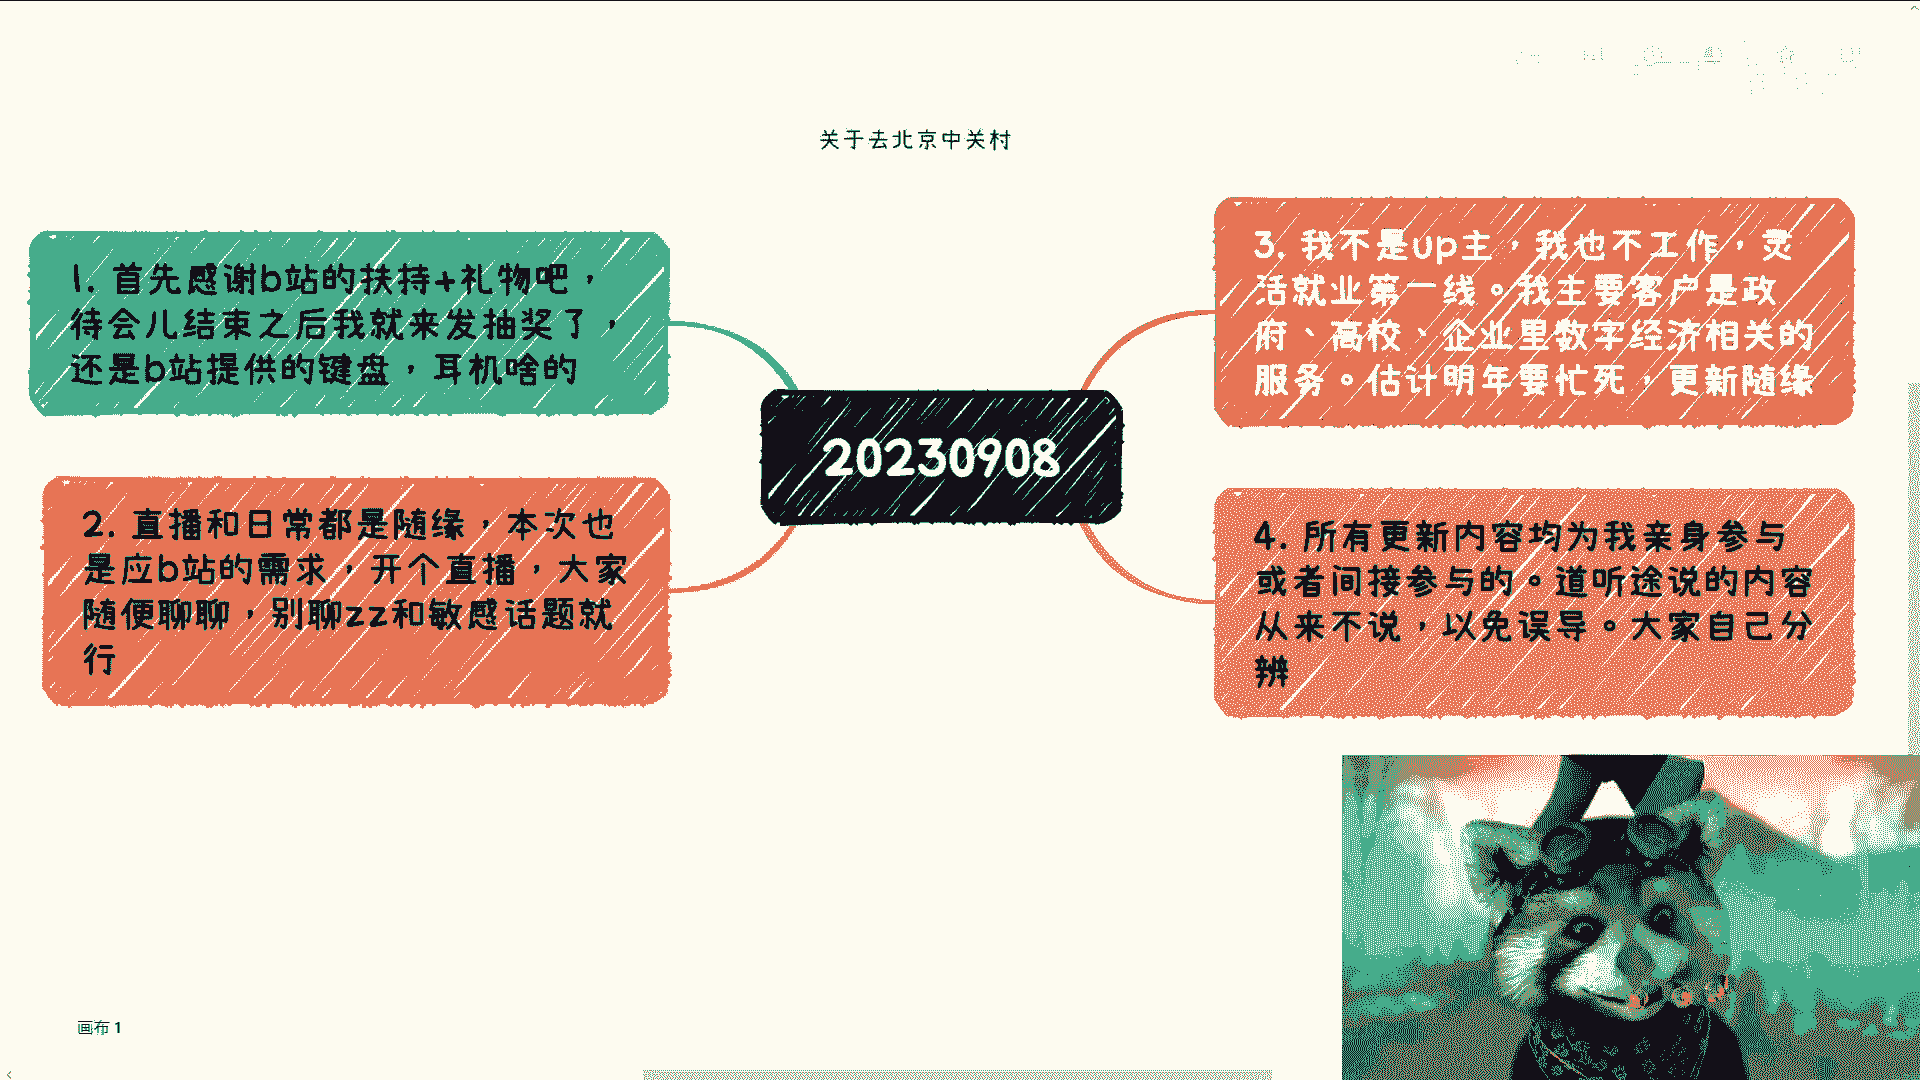 关于去北京中关村
1. 首先感谢b站的扶持+礼物吧，
待会儿结束之后我就来发抽奖了，
还是b站提供的键盘，耳机啥的
2. 直播和日常都是随缘，本次也
是应b站的需求，开个直播，大家
随便聊聊，别聊zz和敏感话题就
行
20230908
3. 我不是up主，我也不工作，灵
活就业第一线。我主要客户是政
府、高校、企业里数字经济相关的
服务。估计明年要忙死，更新随缘
4. 所有更新内容均为我亲身参与
或者间接参与的。道听途说的内容
从来不说，以免误导。大家自己分
辨
画布 1